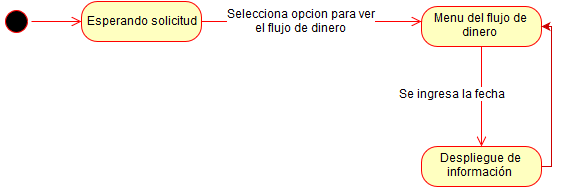 Esperando solicitud
Selecciona opcion para ver
el flujo de dinero
Menu del flujo de
dinero
Se ingresa la fecha
Despliegue de
información